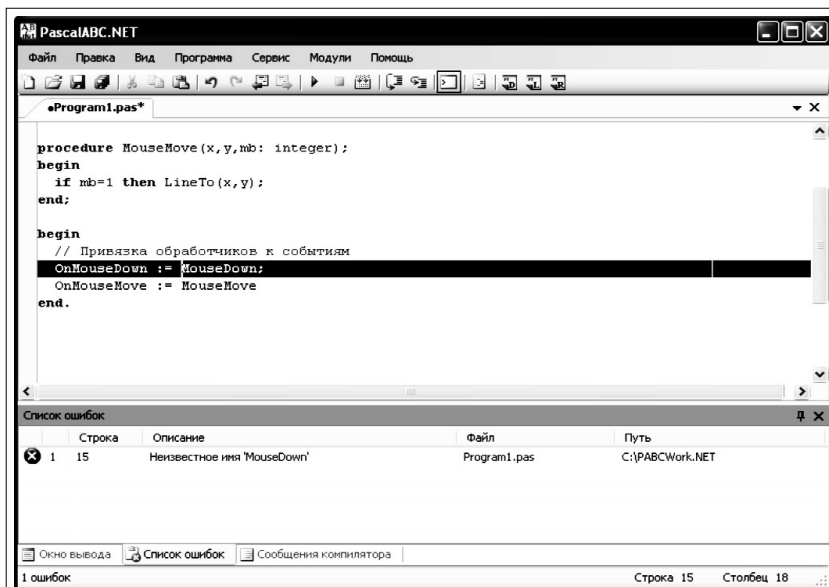 PascalABC.NET
Файл Правка Вид Программа Сервис Модули Помощь
•Program1.pas*
procedure MouseMove(x,y,mb: integer);
begin
if mb=1 then LineTo(x,y);
end;
begin
// Привязка обработчиков к событиям
OnMouseDown := MouseDown;
OnMouseMove := MouseMove
end.
Список ошибок
Строка Описание Файл Путь
1 15 Неизвестное имя 'MouseDown' Program1.pas C:\PABCWork.NET
Окно вывода Список ошибок Сообщения компилятора
1 ошибок Строка 15 Столбец 18